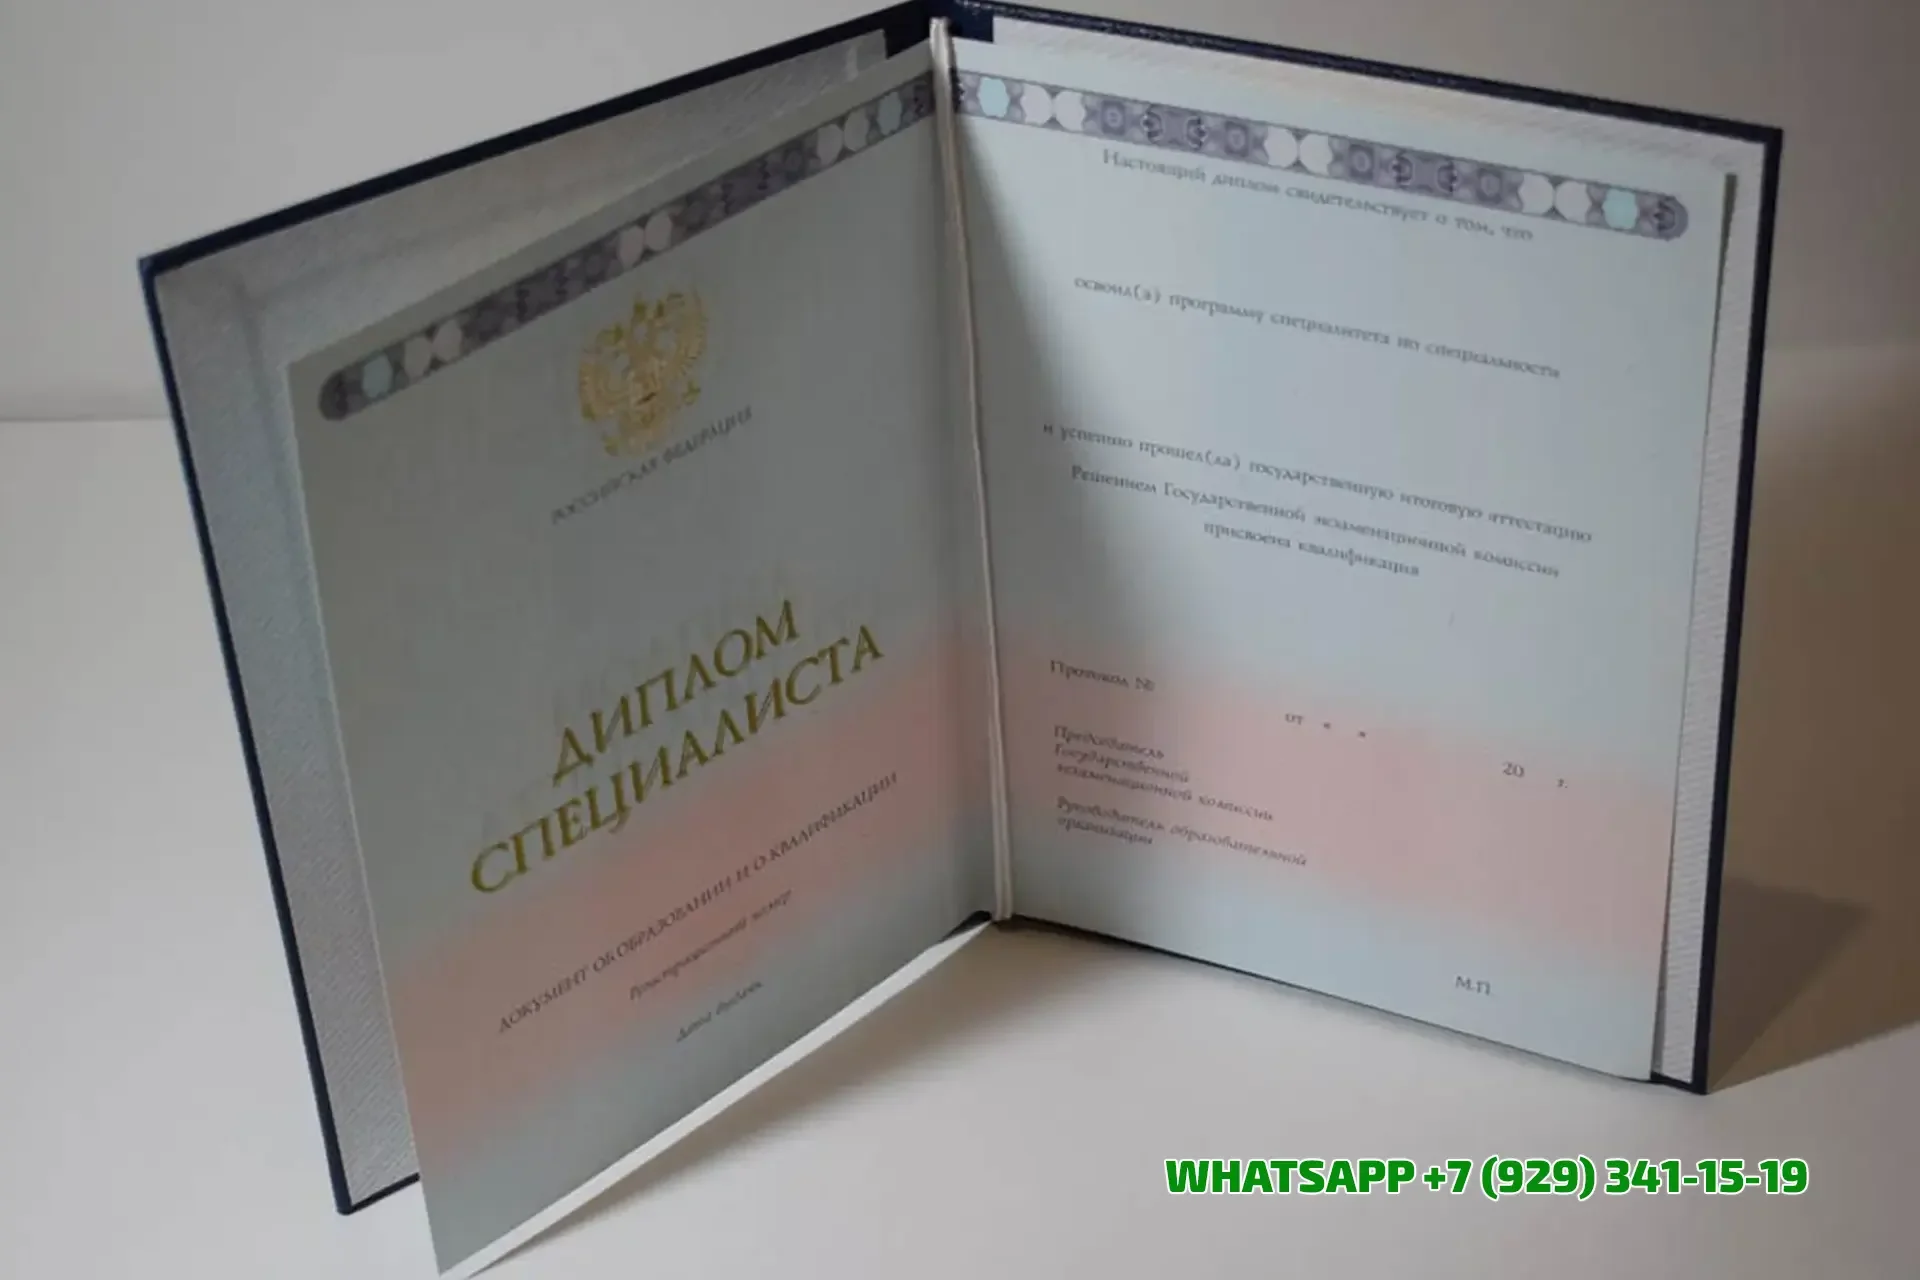 РОССИЙСКАЯ ФЕДЕРАЦИЯ
ДИПЛОМ
СПЕЦИАЛИСТА
ДОКУМЕНТ ОБ ОБРАЗОВАНИИ И О КВАЛИФИКАЦИИ
Регистрационный номер
Дата выдачи
Настоящий диплом свидетельствует о том, что
освоил(а) программу специалитета по специальности
и успешно прошел(ла) государственную итоговую аттестацию
Решением Государственной экзаменационной комиссии
присвоена квалификация
Протокол №
от « »
20 г.
Председатель
Государственной
экзаменационной комиссии
Руководитель образовательной
организации
М.П.
WHATSAPP +7 (929) 341-15-19